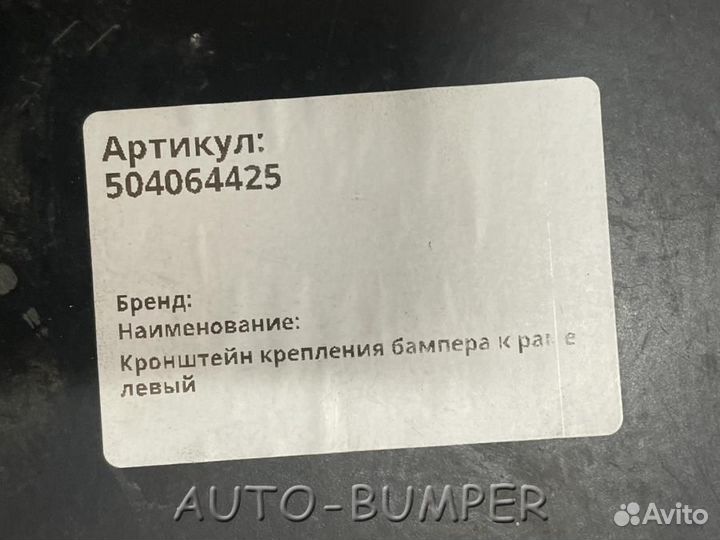 Артикул:
504064425
Бренд:
Наименование:
Кронштейн крепления бампера к раме
левый
AUTO-BUMPER
Avito